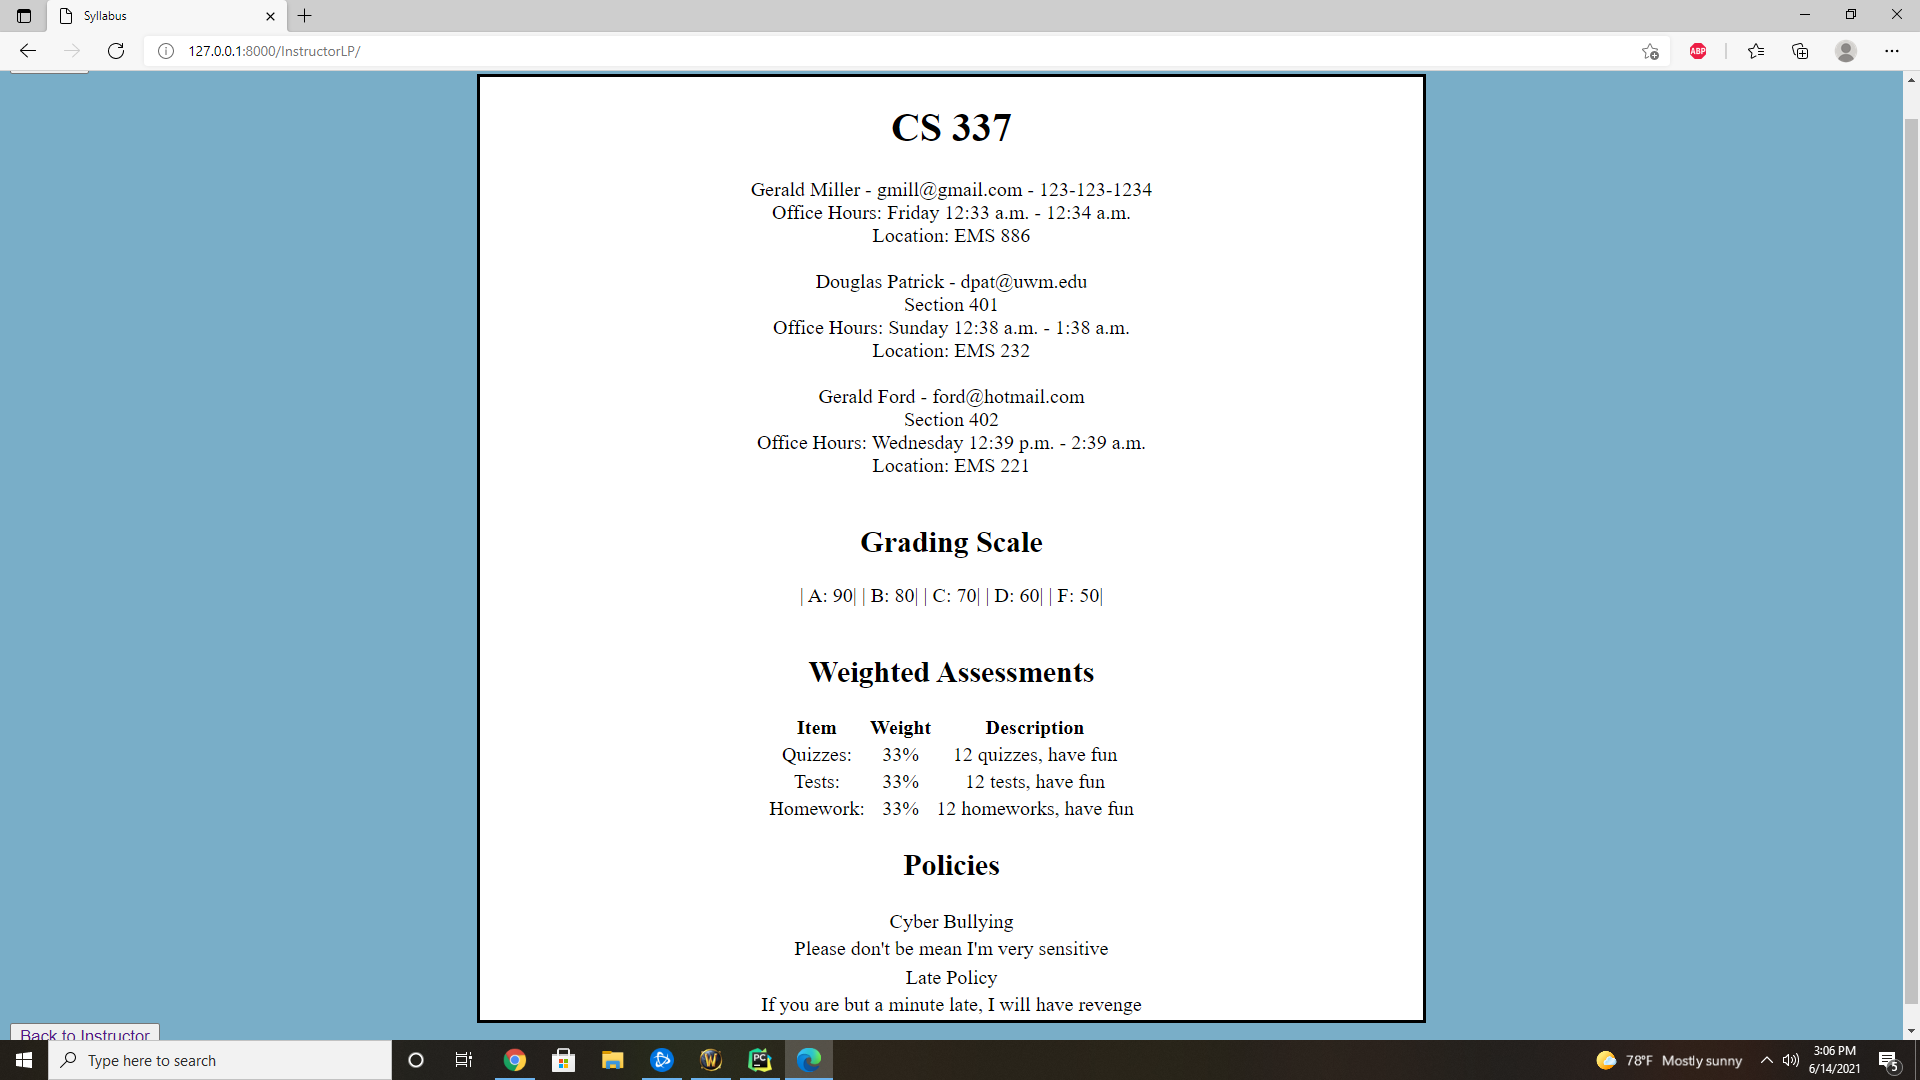 Syllabus
127.0.0.1:8000/InstructorLP/
ABP
CS 337
Gerald Miller - gmill@gmail.com - 123-123-1234
Office Hours: Friday 12:33 a.m. - 12:34 a.m.
Location: EMS 886
Douglas Patrick - dpat@uwm.edu
Section 401
Office Hours: Sunday 12:38 a.m. - 1:38 a.m.
Location: EMS 232
Gerald Ford - ford@hotmail.com
Section 402
Office Hours: Wednesday 12:39 p.m. - 2:39 a.m.
Location: EMS 221
Grading Scale
| A: 90| | B: 80| | C: 70| | D: 60| | F: 50|
Weighted Assessments
Item Weight Description
Quizzes: 33% 12 quizzes, have fun
Tests: 33% 12 tests, have fun
Homework: 33% 12 homeworks, have fun
Policies
Cyber Bullying
Please don't be mean I'm very sensitive
Late Policy
If you are but a minute late, I will have revenge
Back to Instructor
Type here to search
W
PC
78°F Mostly sunny
3:06 PM
6/14/2021
5